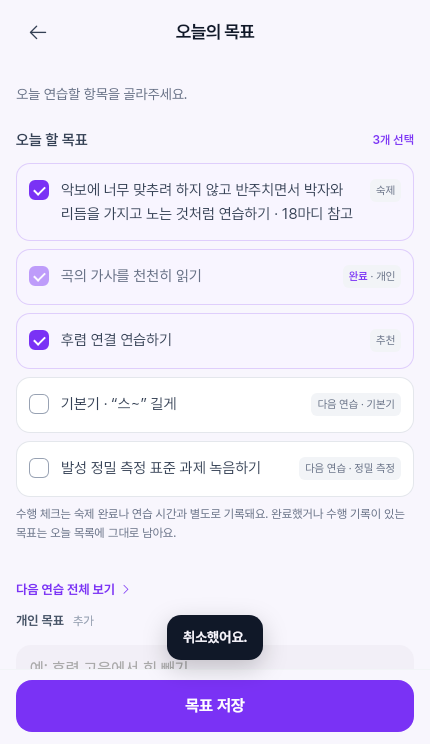 오늘의 목표
오늘 연습할 항목을 골라주세요.
오늘 할 목표
3개 선택
악보에 너무 맞추려 하지 않고 반주치면서 박자와
리듬을 가지고 노는 것처럼 연습하기 · 18마디 참고
숙제
곡의 가사를 천천히 읽기
완료 · 개인
후렴 연결 연습하기
추천
기본기 · “스~” 길게
다음 연습 · 기본기
발성 정밀 측정 표준 과제 녹음하기
다음 연습 · 정밀 측정
수행 체크는 숙제 완료나 연습 시간과 별도로 기록돼요. 완료했거나 수행 기록이 있는
목표는 오늘 목록에 그대로 남아요.
다음 연습 전체 보기
개인 목표 추가
취소했어요.
예: 후렴 고음에서 힘 빼기
목표 저장